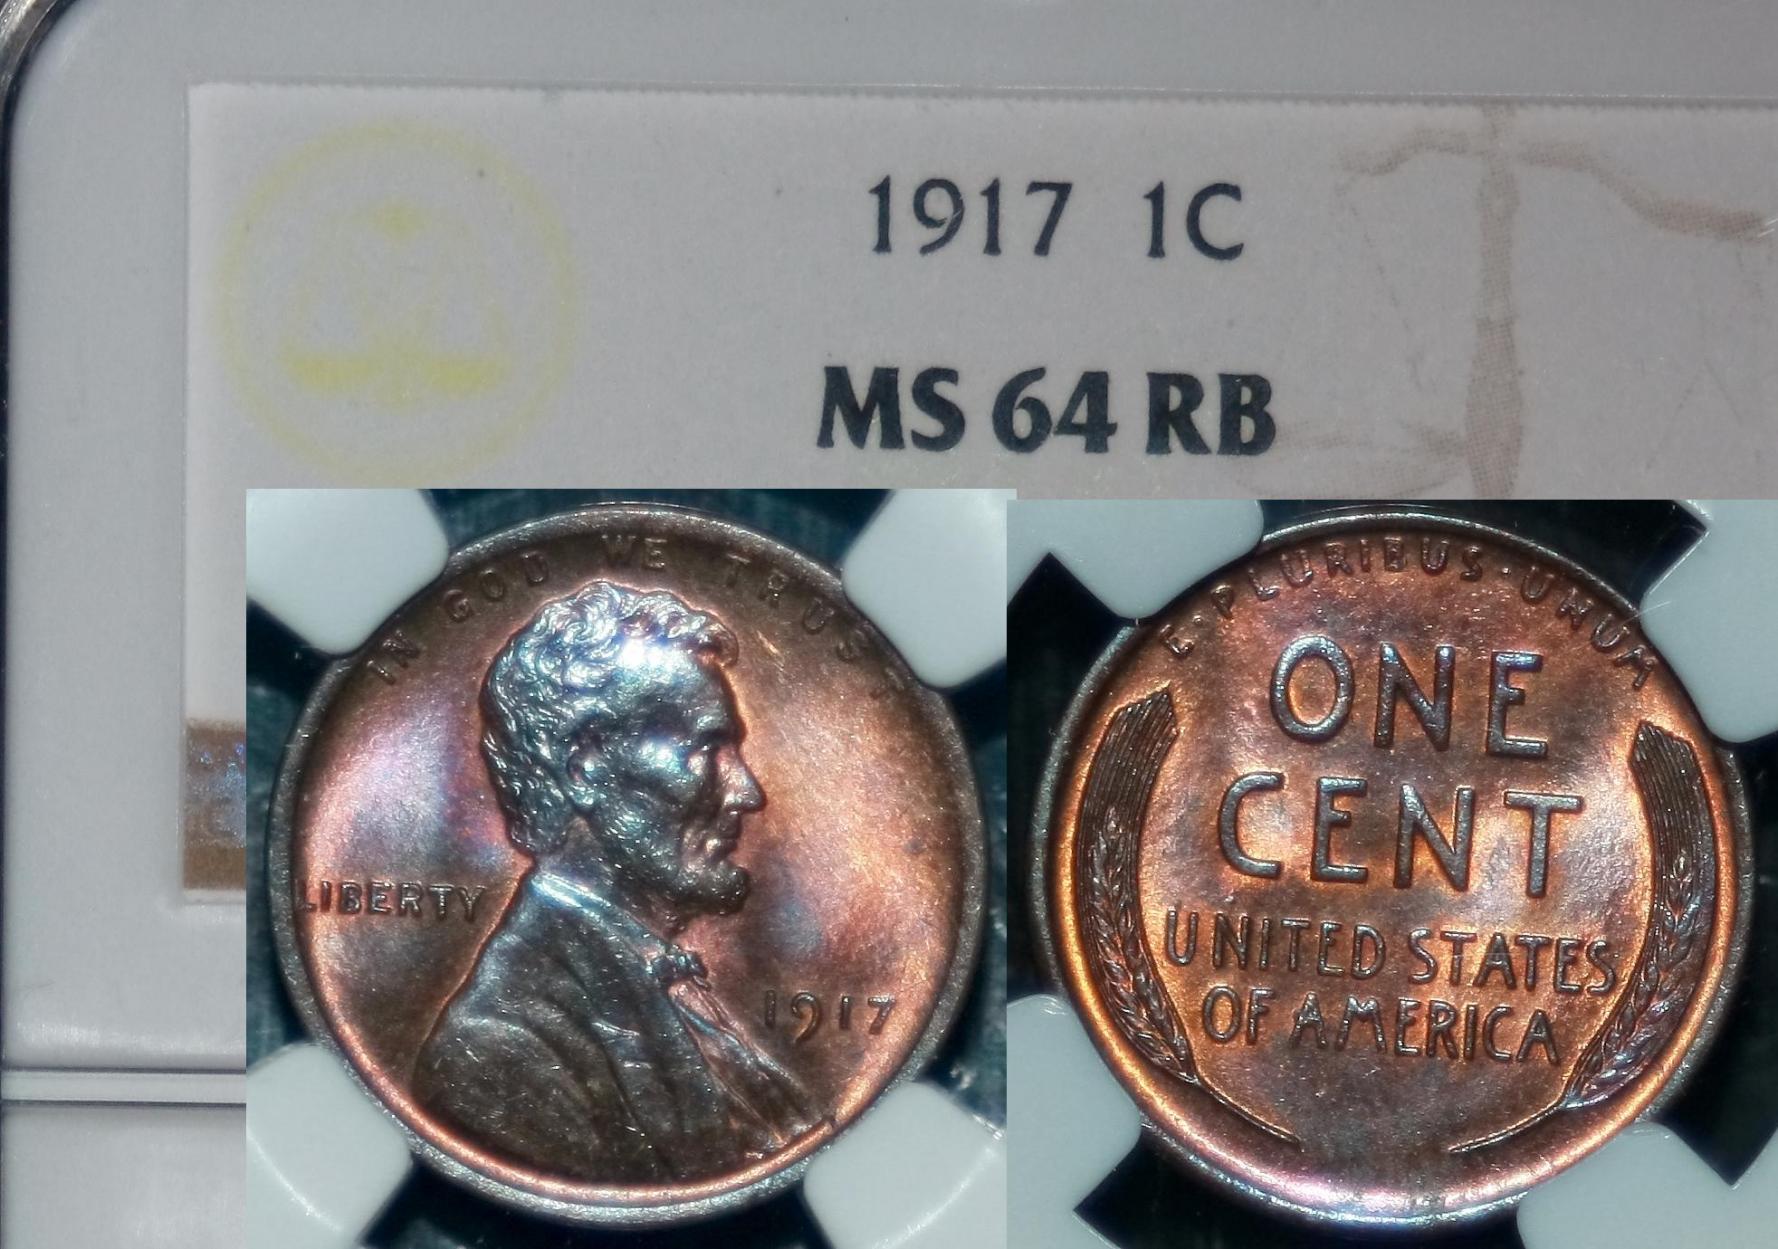 1917 1C
MS 64 RB
IN GOD WE TRUST
LIBERTY
1917
E·PLURIBUS·UNUM
ONE
CENT
UNITED STATES
OF AMERICA